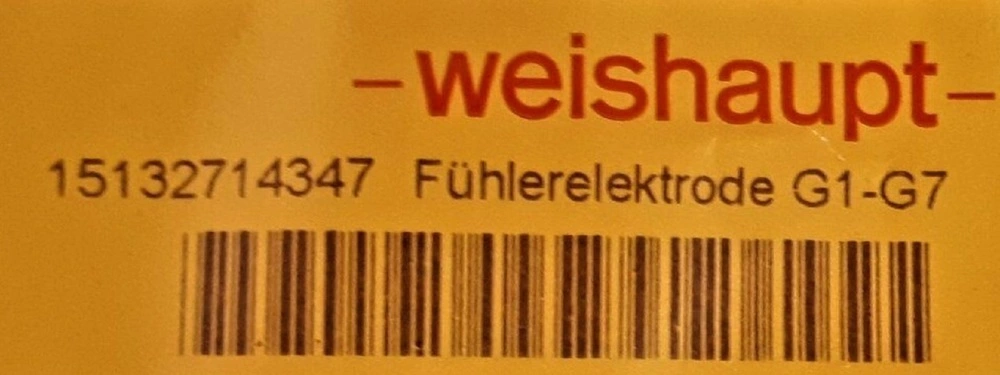 -weishaupt-
15132714347 Fühlerelektrode G1-G7